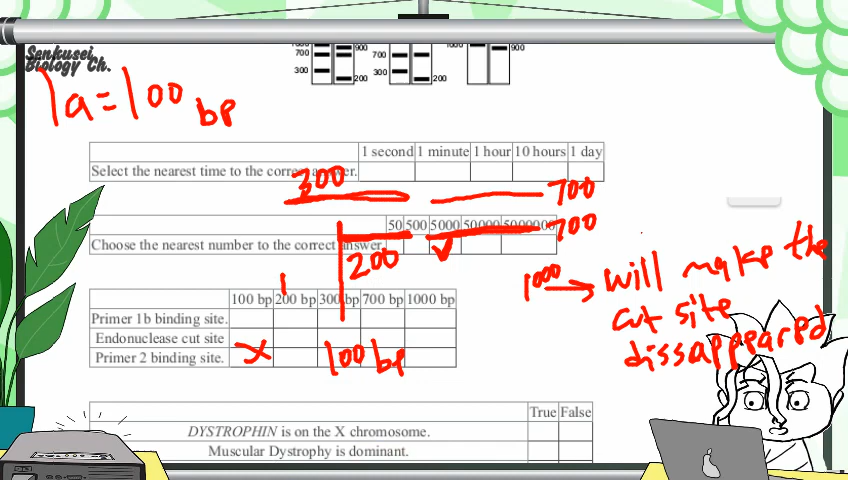 Senkusei
Biology Ch.
1000
700
300
900
200
700
300
200
1000
900
1a = 100 bp
1 second 1 minute 1 hour 10 hours 1 day
Select the nearest time to the correct answer.
300
700
50 500 5000 50000 500000
700
Choose the nearest number to the correct answer.
200
1000 → will make the
cut site
dissappeared
1
100 bp 200 bp 300 bp 700 bp 1000 bp
Primer 1b binding site.
Endonuclease cut site
Primer 2 binding site. x
100 bp
True False
DYSTROPHIN is on the X chromosome.
Muscular Dystrophy is dominant.